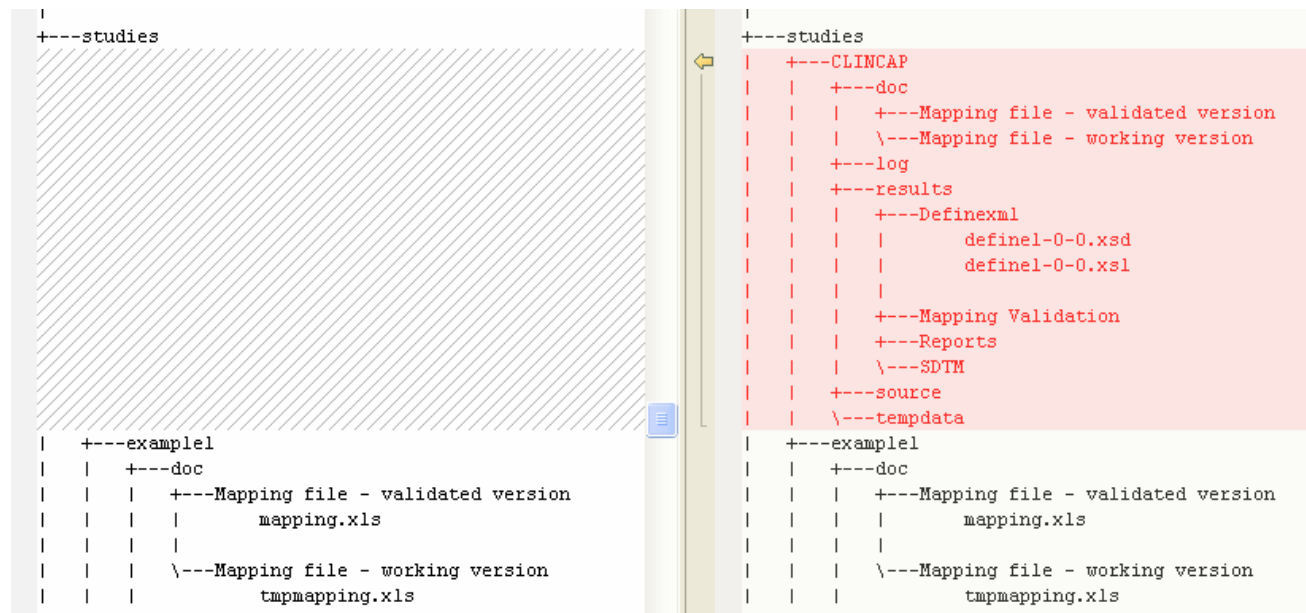 +---studies
|   +---example1
|   |   +---doc
|   |   |   +---Mapping file - validated version
|   |   |   |       mapping.xls
|   |   |   |
|   |   |   \---Mapping file - working version
|   |   |           tmpmapping.xls
+---studies
|   +---CLINCAP
|   |   +---doc
|   |   |   +---Mapping file - validated version
|   |   |   \---Mapping file - working version
|   |   +---log
|   |   +---results
|   |   |   +---Definexml
|   |   |   |       define1-0-0.xsd
|   |   |   |       define1-0-0.xsl
|   |   |   |
|   |   |   +---Mapping Validation
|   |   |   +---Reports
|   |   |   \---SDTM
|   |   +---source
|   |   \---tempdata
|   +---example1
|   |   +---doc
|   |   |   +---Mapping file - validated version
|   |   |   |       mapping.xls
|   |   |   |
|   |   |   \---Mapping file - working version
|   |   |           tmpmapping.xls